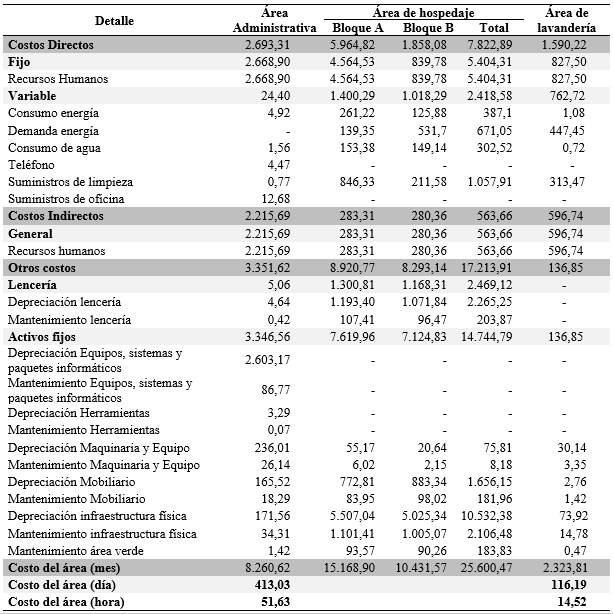 Detalle Área Administrativa Área de hospedaje Área de lavandería
Bloque A Bloque B Total
Costos Directos 2.693,31 5.964,82 1.858,08 7.822,89 1.590,22
Fijo 2.668,90 4.564,53 839,78 5.404,31 827,50
Recursos Humanos 2.668,90 4.564,53 839,78 5.404,31 827,50
Variable 24,40 1.400,29 1.018,29 2.418,58 762,72
Consumo energía 4,92 261,22 125,88 387,1 1,08
Demanda energía - 139,35 531,7 671,05 447,45
Consumo de agua 1,56 153,38 149,14 302,52 0,72
Teléfono 4,47 - - - -
Suministros de limpieza 0,77 846,33 211,58 1.057,91 313,47
Suministros de oficina 12,68 - - - -
Costos Indirectos 2.215,69 283,31 280,36 563,66 596,74
General 2.215,69 283,31 280,36 563,66 596,74
Recursos humanos 2.215,69 283,31 280,36 563,66 596,74
Otros costos 3.351,62 8.920,77 8.293,14 17.213,91 136,85
Lencería 5,06 1.300,81 1.168,31 2.469,12 -
Depreciación lencería 4,64 1.193,40 1.071,84 2.265,25 -
Mantenimiento lencería 0,42 107,41 96,47 203,87 -
Activos fijos 3.346,56 7.619,96 7.124,83 14.744,79 136,85
Depreciación Equipos, sistemas y
paquetes informáticos 2.603,17 - - - -
Mantenimiento Equipos, sistemas y
paquetes informáticos 86,77 - - - -
Depreciación Herramientas 3,29 - - - -
Mantenimiento Herramientas 0,07 - - - -
Depreciación Maquinaria y Equipo 236,01 55,17 20,64 75,81 30,14
Mantenimiento Maquinaria y Equipo 26,14 6,02 2,15 8,18 3,35
Depreciación Mobiliario 165,52 772,81 883,34 1.656,15 2,76
Mantenimiento Mobiliario 18,29 83,95 98,02 181,96 1,42
Depreciación infraestructura física 171,56 5.507,04 5.025,34 10.532,38 73,92
Mantenimiento infraestructura física 34,31 1.101,41 1.005,07 2.106,48 14,78
Mantenimiento área verde 1,42 93,57 90,26 183,83 0,47
Costo del área (mes) 8.260,62 15.168,90 10.431,57 25.600,47 2.323,81
Costo del área (día) 413,03 116,19
Costo del área (hora) 51,63 14,52